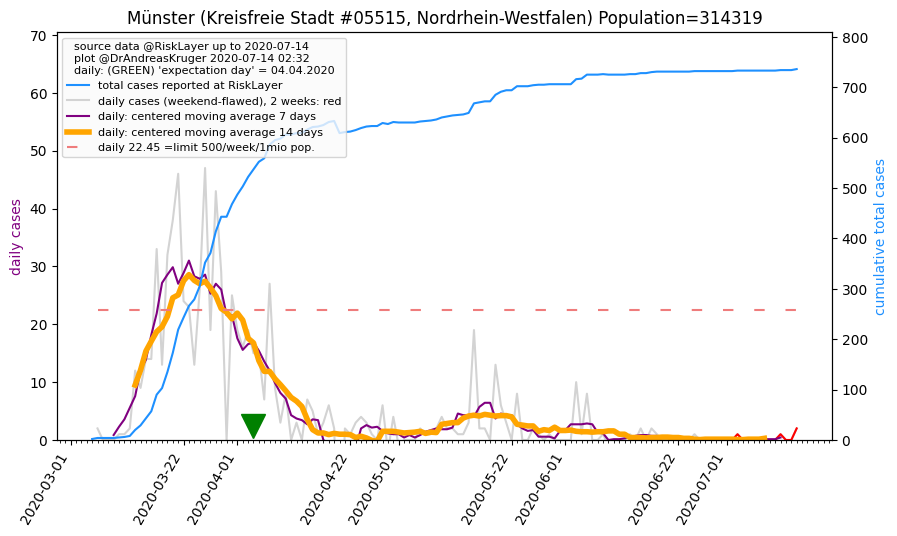 Münster (Kreisfreie Stadt #05515, Nordrhein-Westfalen) Population=314319
source data @RiskLayer up to 2020-07-14
plot @DrAndreasKruger 2020-07-14 02:32
daily: (GREEN) 'expectation day' = 04.04.2020
total cases reported at RiskLayer
daily cases (weekend-flawed), 2 weeks: red
daily: centered moving average 7 days
daily: centered moving average 14 days
daily 22.45 =limit 500/week/1mio pop.
daily cases
70
60
50
40
30
20
10
0
cumulative total cases
800
700
600
500
400
300
200
100
0
2020-03-01
2020-03-22
2020-04-01
2020-04-22
2020-05-01
2020-05-22
2020-06-01
2020-06-22
2020-07-01